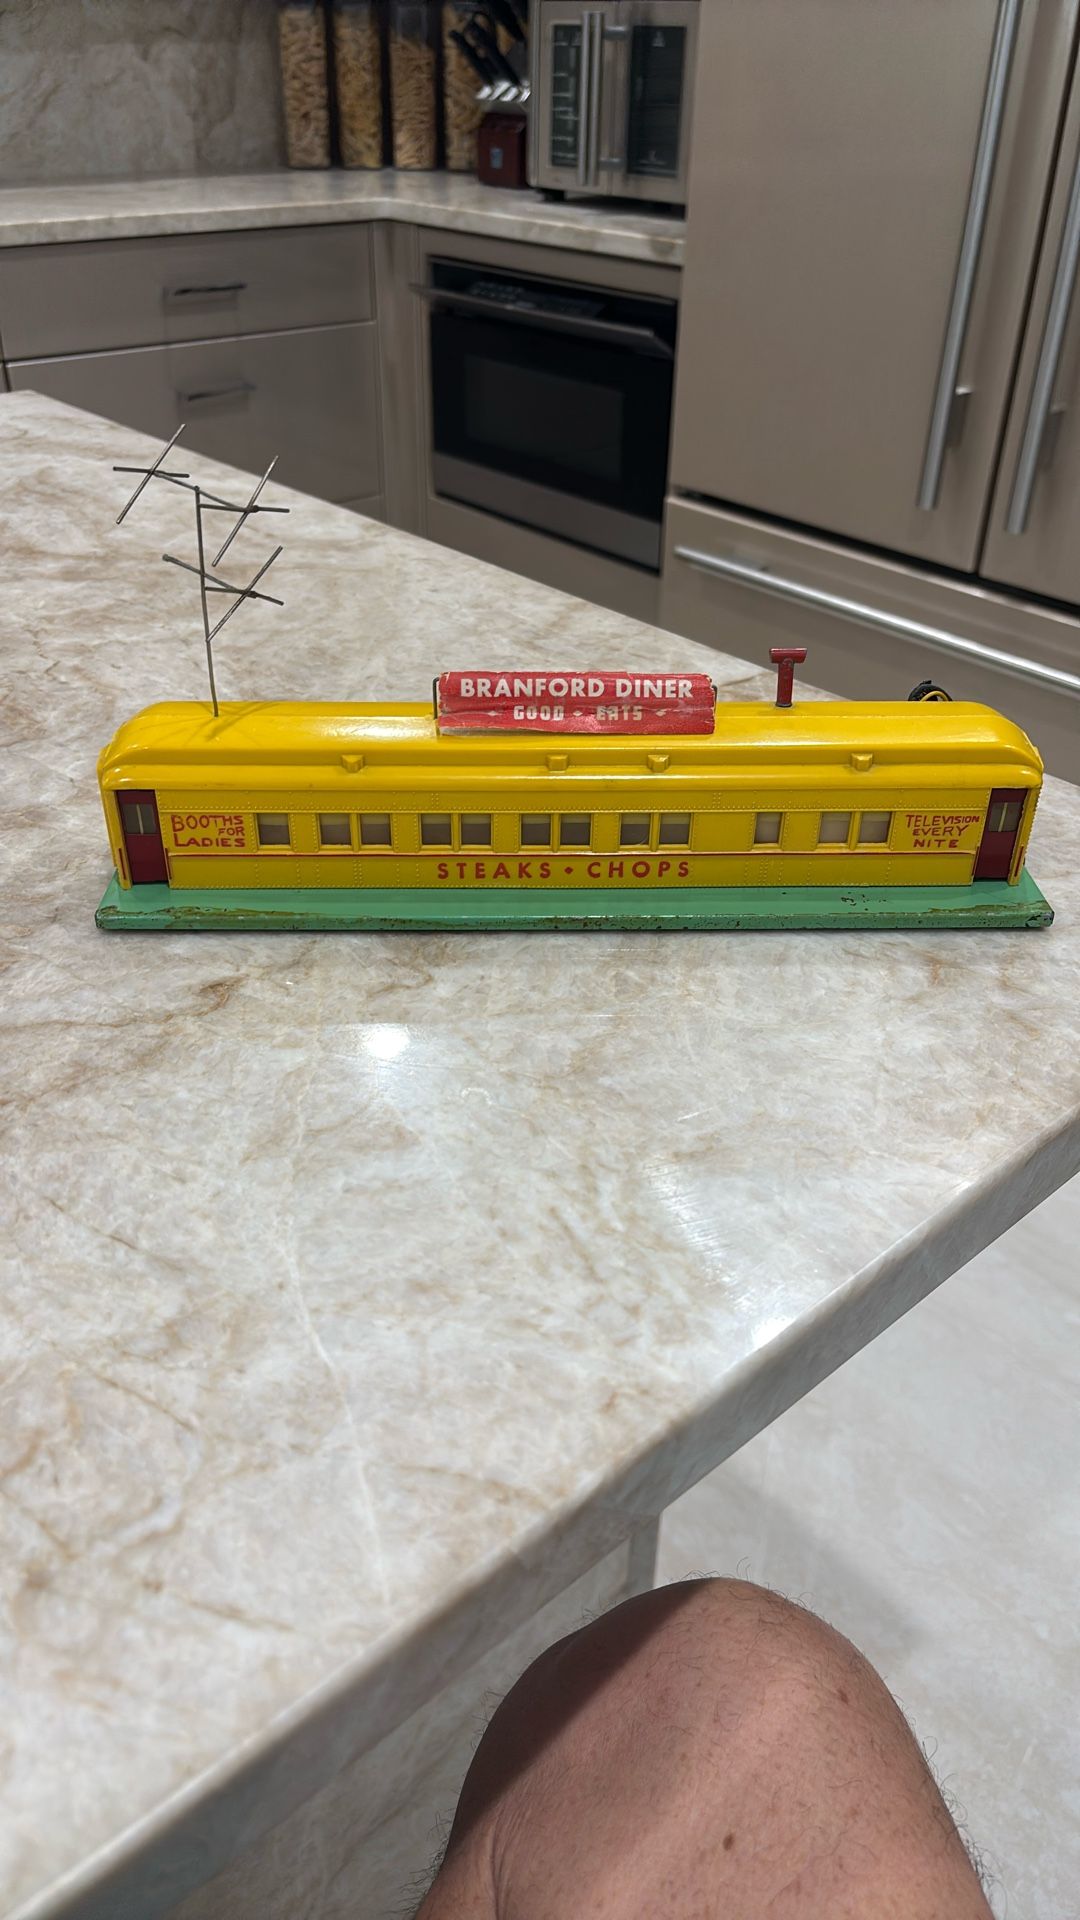 BRANFORD DINER
GOOD • EATS
BOOTHS
FOR
LADIES
TELEVISION
EVERY
NITE
STEAKS • CHOPS